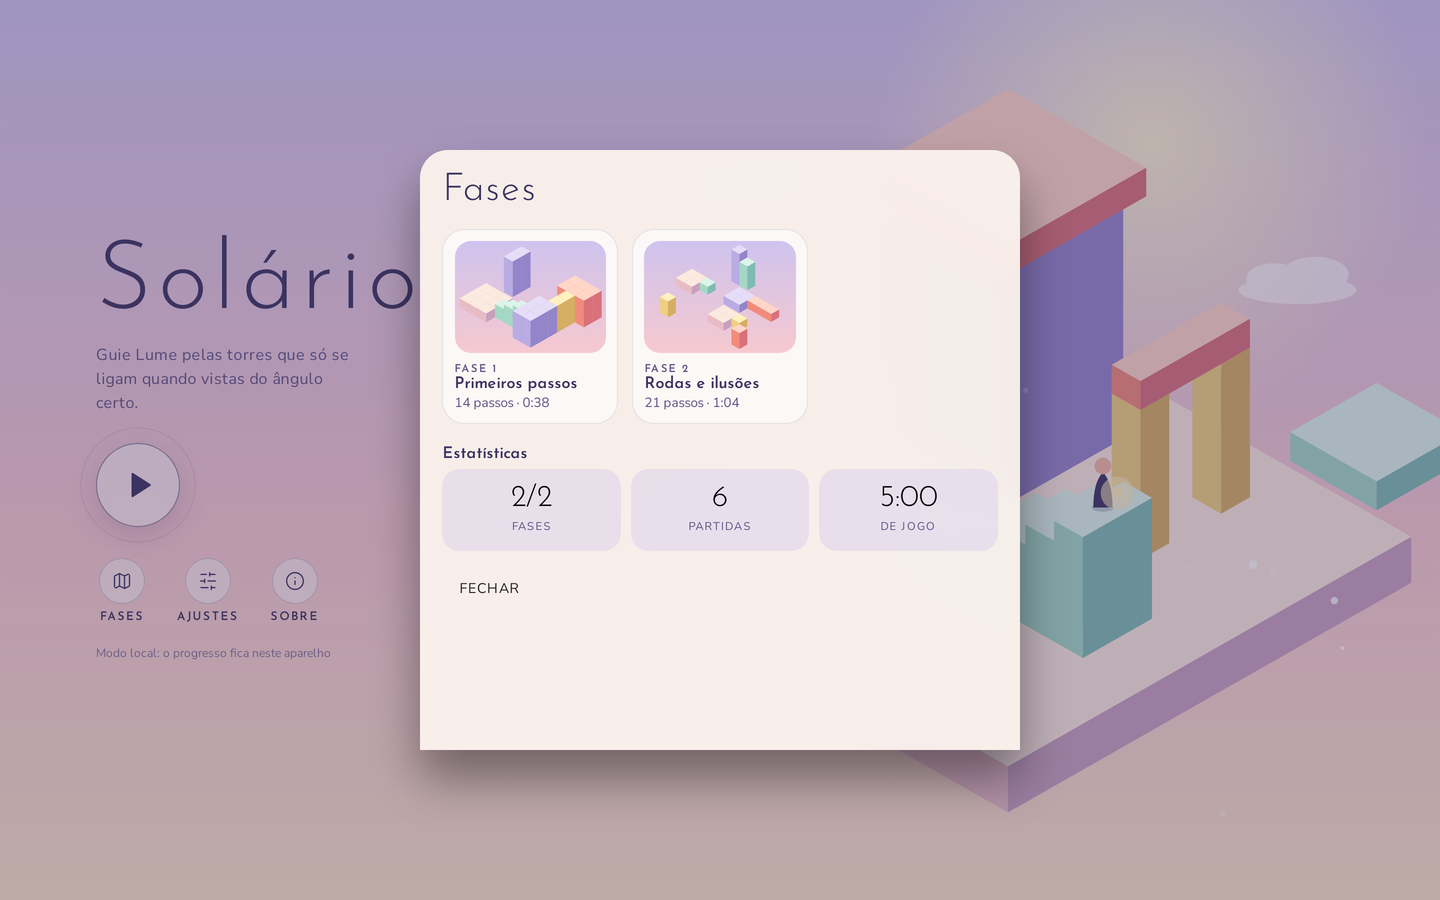 Solário
Guie Lume pelas torres que só se
ligam quando vistas do ângulo
certo.
FASES
AJUSTES
SOBRE
Modo local: o progresso fica neste aparelho
Fases
FASE 1
Primeiros passos
14 passos · 0:38
FASE 2
Rodas e ilusões
21 passos · 1:04
Estatísticas
2/2
FASES
6
PARTIDAS
5:00
DE JOGO
FECHAR